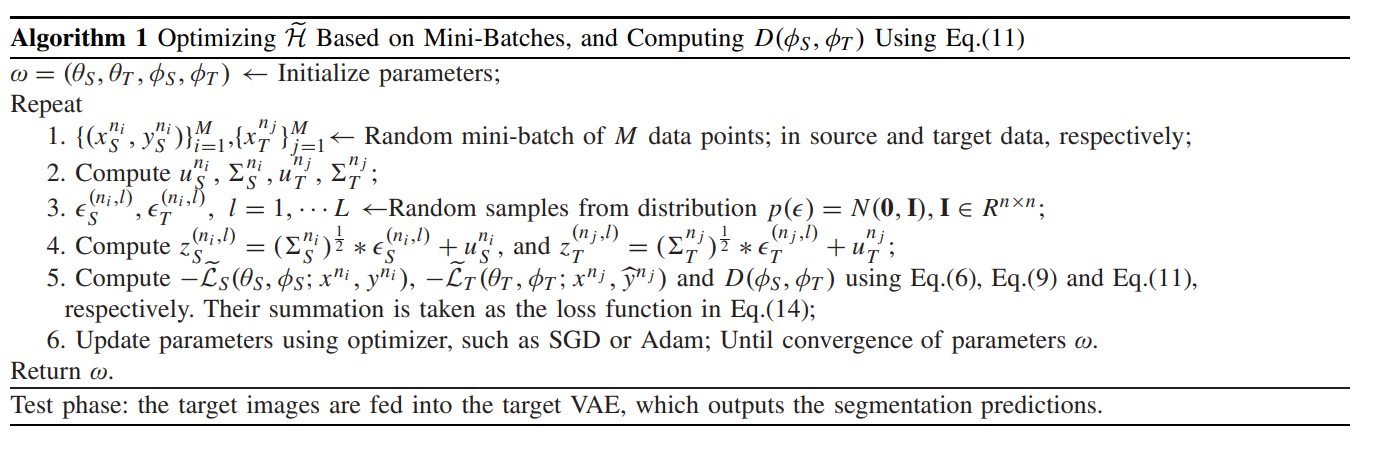 Algorithm 1 Optimizing $\widetilde{\mathcal{H}}$ Based on Mini-Batches, and Computing $D(\phi_S, \phi_T)$ Using Eq.(11)
$\omega = (\theta_S, \theta_T, \phi_S, \phi_T) \leftarrow$ Initialize parameters;
Repeat
1. $\{(x_S^{n_i}, y_S^{n_i})\}_{i=1}^{M}, \{x_T^{n_j}\}_{j=1}^{M} \leftarrow$ Random mini-batch of $M$ data points; in source and target data, respectively;
2. Compute $u_S^{n_i}, \Sigma_S^{n_i}, u_T^{n_j}, \Sigma_T^{n_j}$;
3. $\epsilon_S^{(n_i,l)}, \epsilon_T^{(n_i,l)}, \ l = 1, \cdots L \leftarrow$Random samples from distribution $p(\epsilon) = N(\mathbf{0}, \mathbf{I}), \mathbf{I} \in R^{n \times n}$;
4. Compute $z_S^{(n_i,l)} = (\Sigma_S^{n_i})^{\frac{1}{2}} * \epsilon_S^{(n_i,l)} + u_S^{n_i}$, and $z_T^{(n_j,l)} = (\Sigma_T^{n_j})^{\frac{1}{2}} * \epsilon_T^{(n_j,l)} + u_T^{n_j}$;
5. Compute $-\widetilde{\mathcal{L}}_S(\theta_S, \phi_S; x^{n_i}, y^{n_i})$, $-\widetilde{\mathcal{L}}_T(\theta_T, \phi_T; x^{n_j}, \widehat{y}^{n_j})$ and $D(\phi_S, \phi_T)$ using Eq.(6), Eq.(9) and Eq.(11),
respectively. Their summation is taken as the loss function in Eq.(14);
6. Update parameters using optimizer, such as SGD or Adam; Until convergence of parameters $\omega$.
Return $\omega$.
Test phase: the target images are fed into the target VAE, which outputs the segmentation predictions.